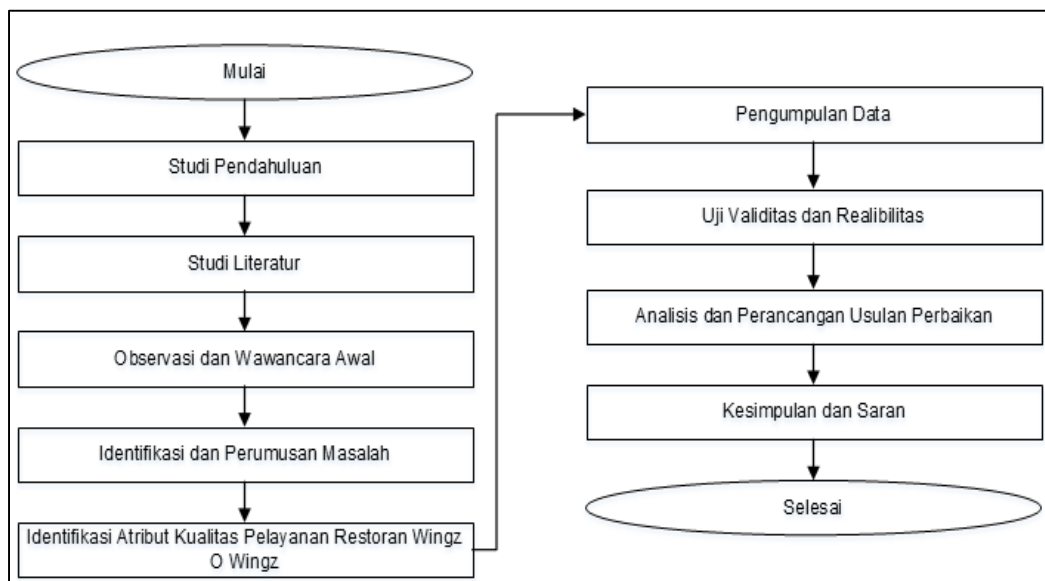 Mulai
Studi Pendahuluan
Studi Literatur
Observasi dan Wawancara Awal
Identifikasi dan Perumusan Masalah
Identifikasi Atribut Kualitas Pelayanan Restoran Wingz
O Wingz
Pengumpulan Data
Uji Validitas dan Realibilitas
Analisis dan Perancangan Usulan Perbaikan
Kesimpulan dan Saran
Selesai